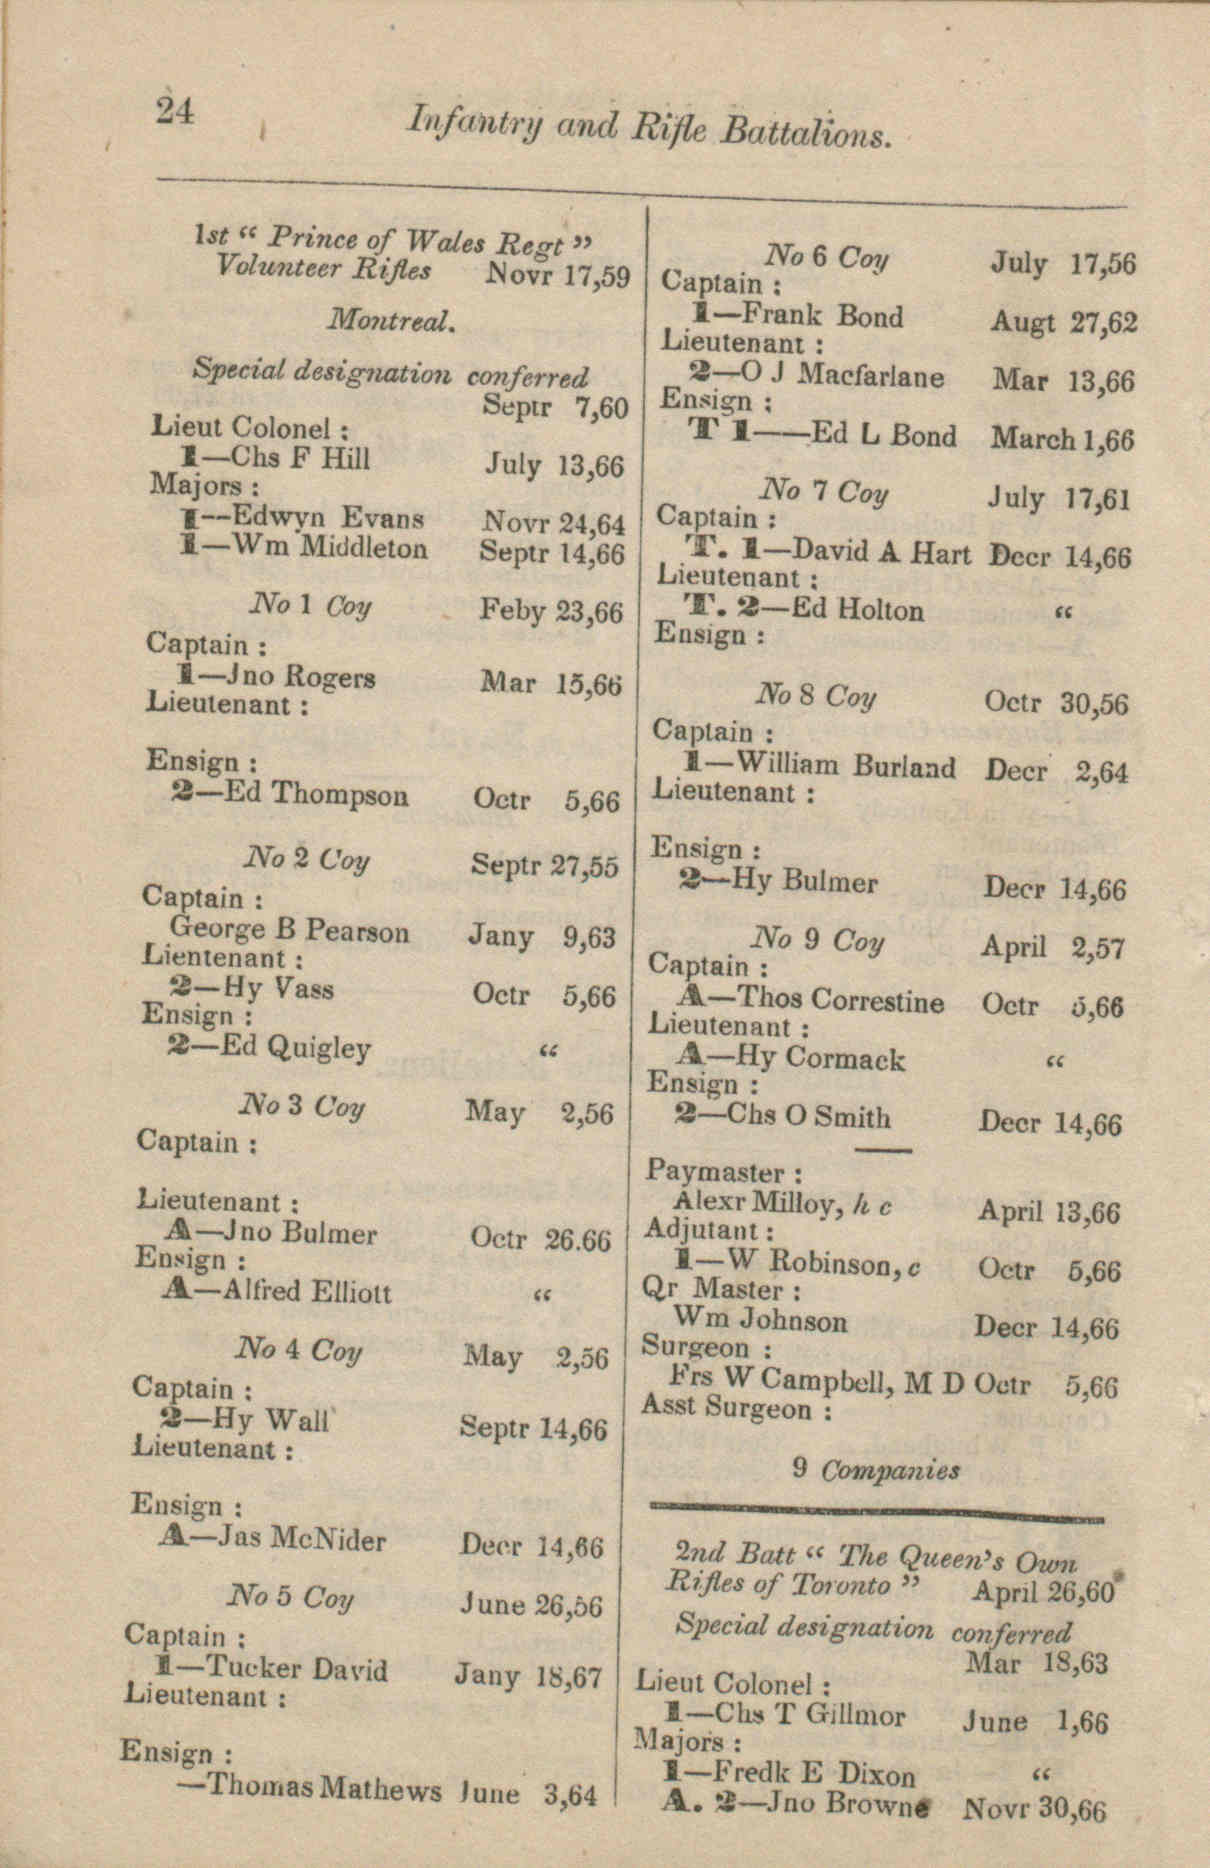 24
Infantry and Rifle Battalions.
1st “ Prince of Wales Regt ”
Volunteer Rifles Novr 17,59
Montreal.
Special designation conferred
Septr 7,60
Lieut Colonel :
1—Chs F Hill July 13,66
Majors :
1—Edwyn Evans Novr 24,64
1—Wm Middleton Septr 14,66
No 1 Coy Feby 23,66
Captain :
1—Jno Rogers Mar 15,66
Lieutenant :
Ensign :
2—Ed Thompson Octr 5,66
No 2 Coy Septr 27,55
Captain :
George B Pearson Jany 9,63
Lientenant :
2—Hy Vass Octr 5,66
Ensign :
2—Ed Quigley “
No 3 Coy May 2,56
Captain :
Lieutenant :
A—Jno Bulmer Octr 26.66
Ensign :
A—Alfred Elliott “
No 4 Coy May 2,56
Captain :
2—Hy Wall Septr 14,66
Lieutenant :
Ensign :
A—Jas McNider Decr 14,66
No 5 Coy June 26,56
Captain :
1—Tucker David Jany 18,67
Lieutenant :
Ensign :
—Thomas Mathews June 3,64
No 6 Coy July 17,56
Captain :
1—Frank Bond Augt 27,62
Lieutenant :
2—O J Macfarlane Mar 13,66
Ensign :
T 1——Ed L Bond March 1,66
No 7 Coy July 17,61
Captain :
T. 1—David A Hart Decr 14,66
Lieutenant :
T. 2—Ed Holton “
Ensign :
No 8 Coy Octr 30,56
Captain :
1—William Burland Decr 2,64
Lieutenant :
Ensign :
2—Hy Bulmer Decr 14,66
No 9 Coy April 2,57
Captain :
A—Thos Correstine Octr 5,66
Lieutenant :
A—Hy Cormack “
Ensign :
2—Chs O Smith Decr 14,66
Paymaster :
Alexr Milloy, h c April 13,66
Adjutant :
1—W Robinson, c Octr 5,66
Qr Master :
Wm Johnson Decr 14,66
Surgeon :
Frs W Campbell, M D Octr 5,66
Asst Surgeon :
9 Companies
2nd Batt “ The Queen’s Own
Rifles of Toronto ” April 26,60
Special designation conferred
Mar 18,63
Lieut Colonel :
1—Chs T Gillmor June 1,66
Majors :
1—Fredk E Dixon “
A. 2—Jno Browne Novr 30,66